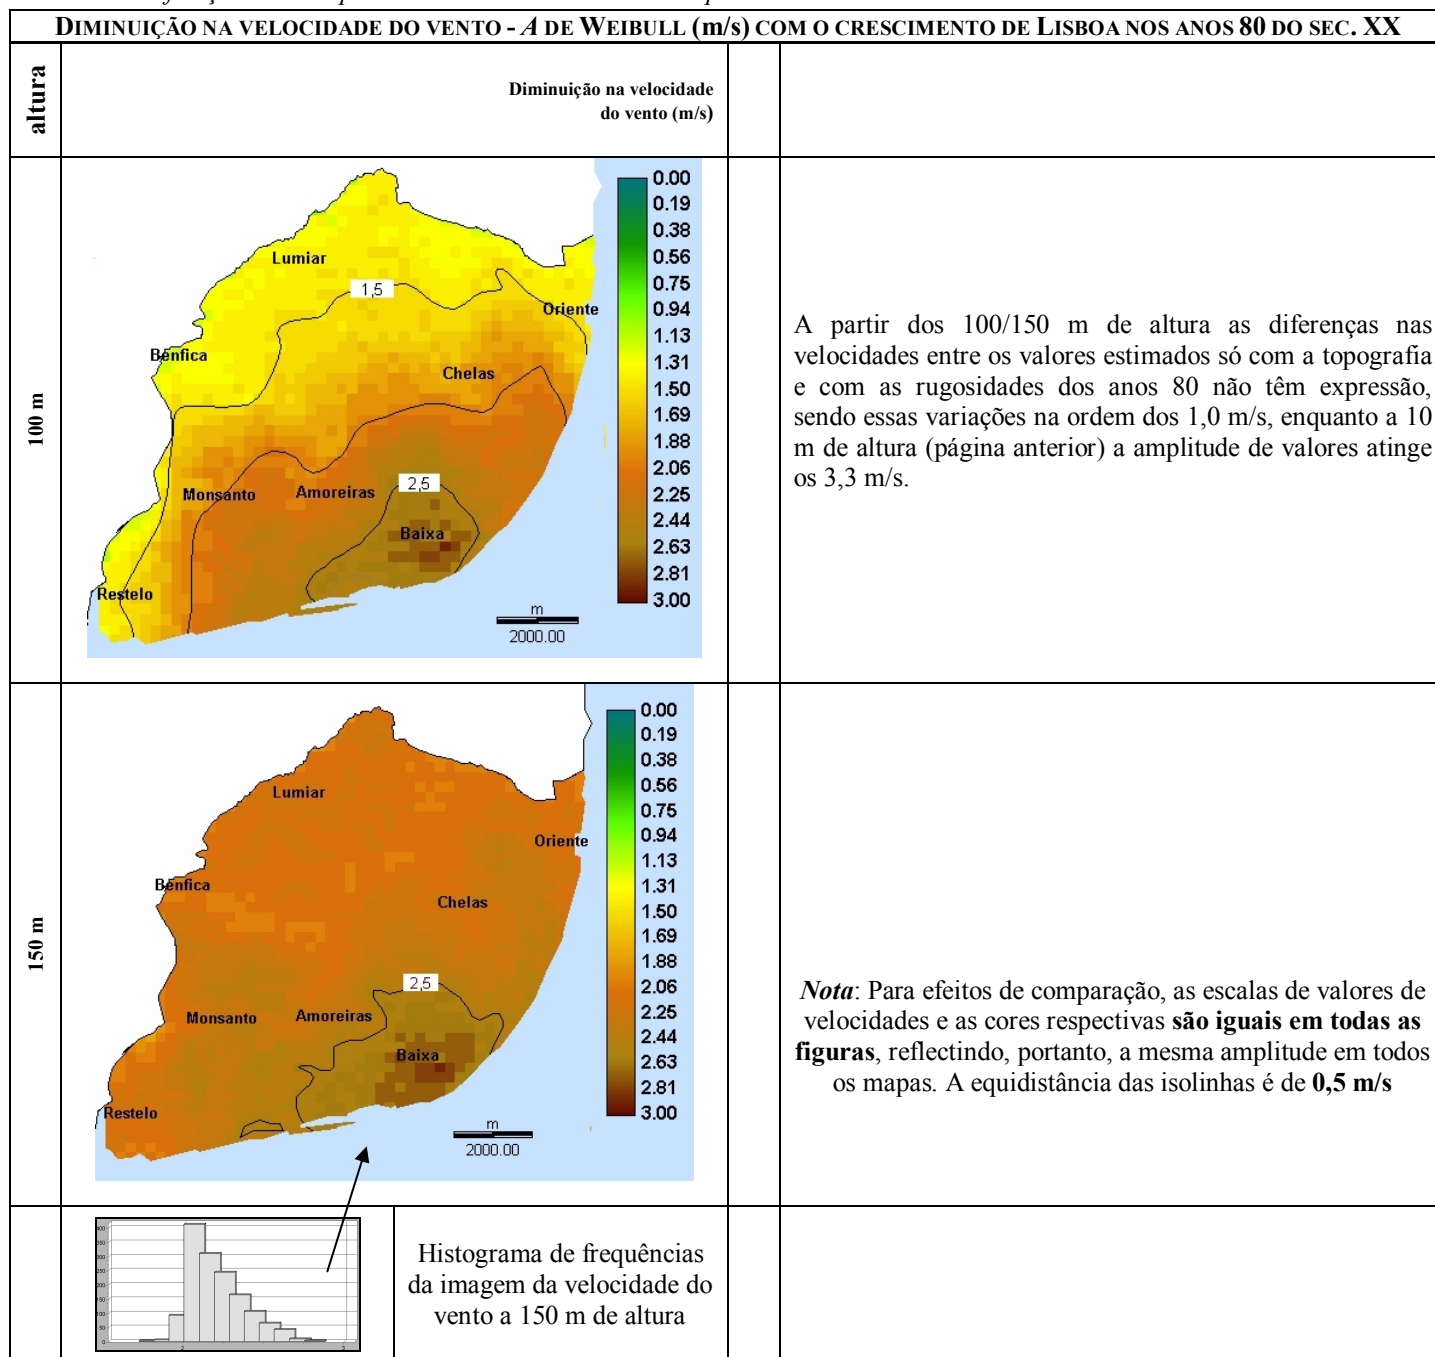 DIMINUIÇÃO NA VELOCIDADE DO VENTO - A DE WEIBULL (m/s) COM O CRESCIMENTO DE LISBOA NOS ANOS 80 DO SEC. XX
altura
Diminuição na velocidade
do vento (m/s)
100 m
Lumiar
1,5
Oriente
Bênfica
Chelas
Monsanto
Amoreiras
2,5
Baixa
Restelo
m
2000.00
0.00
0.19
0.38
0.56
0.75
0.94
1.13
1.31
1.50
1.69
1.88
2.06
2.25
2.44
2.63
2.81
3.00
A partir dos 100/150 m de altura as diferenças nas
velocidades entre os valores estimados só com a topografia
e com as rugosidades dos anos 80 não têm expressão,
sendo essas variações na ordem dos 1,0 m/s, enquanto a 10
m de altura (página anterior) a amplitude de valores atinge
os 3,3 m/s.
150 m
Lumiar
Oriente
Bênfica
Chelas
2,5
Monsanto
Amoreiras
Baixa
Restelo
m
2000.00
0.00
0.19
0.38
0.56
0.75
0.94
1.13
1.31
1.50
1.69
1.88
2.06
2.25
2.44
2.63
2.81
3.00
Nota: Para efeitos de comparação, as escalas de valores de
velocidades e as cores respectivas são iguais em todas as
figuras, reflectindo, portanto, a mesma amplitude em todos
os mapas. A equidistância das isolinhas é de 0,5 m/s
Histograma de frequências
da imagem da velocidade do
vento a 150 m de altura